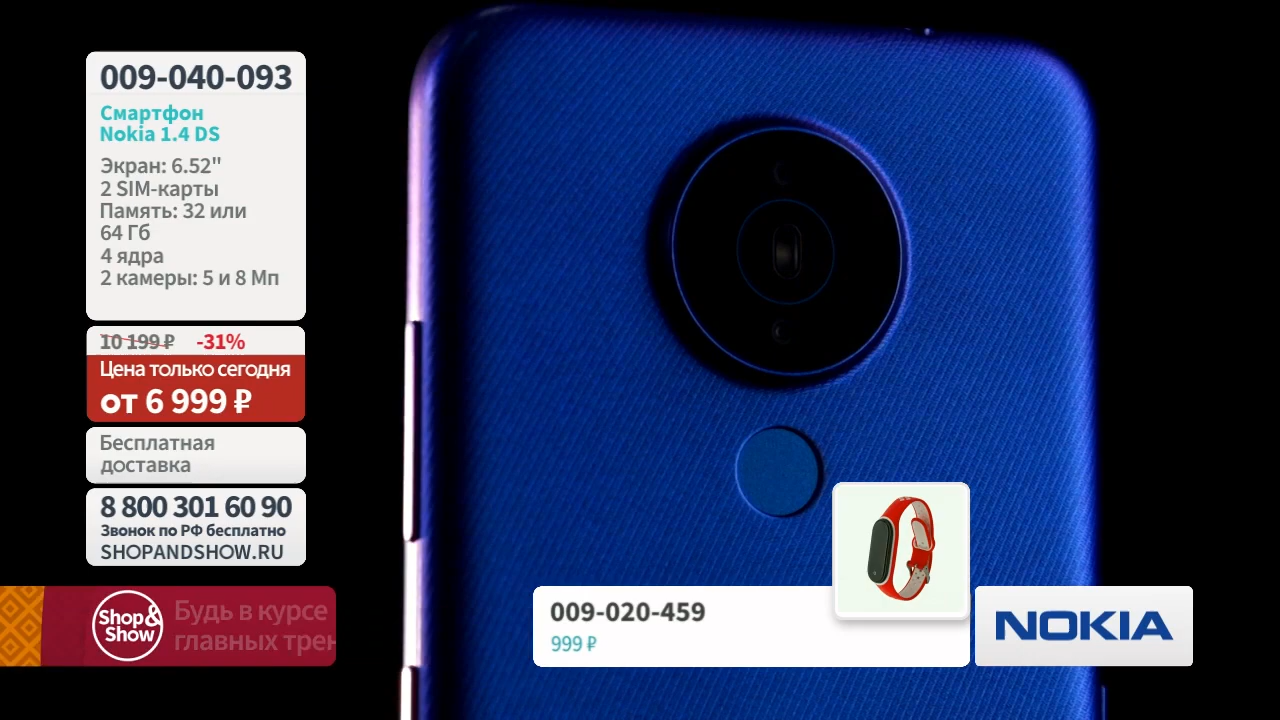 009-040-093
Смартфон
Nokia 1.4 DS
Экран: 6.52"
2 SIM-карты
Память: 32 или
64 Гб
4 ядра
2 камеры: 5 и 8 Мп
10 199 ₽ -31%
Цена только сегодня
от 6 999 ₽
Бесплатная
доставка
8 800 301 60 90
Звонок по РФ бесплатно
SHOPANDSHOW.RU
Shop&
Show
Будь в курсе
главных трен
009-020-459
999 ₽
NOKIA